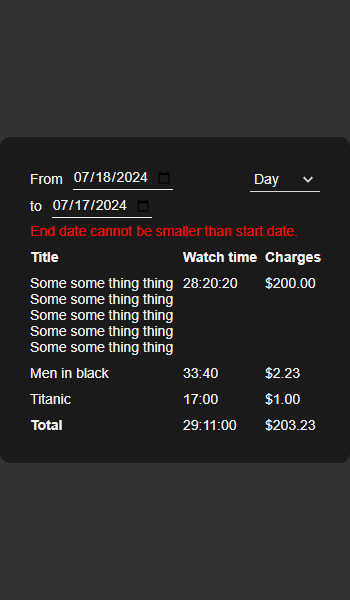 From 07/18/2024 Day
to 07/17/2024
End date cannot be smaller than start date.
Title Watch time Charges
Some some thing thing 28:20:20 $200.00
Some some thing thing
Some some thing thing
Some some thing thing
Some some thing thing
Men in black 33:40 $2.23
Titanic 17:00 $1.00
Total 29:11:00 $203.23